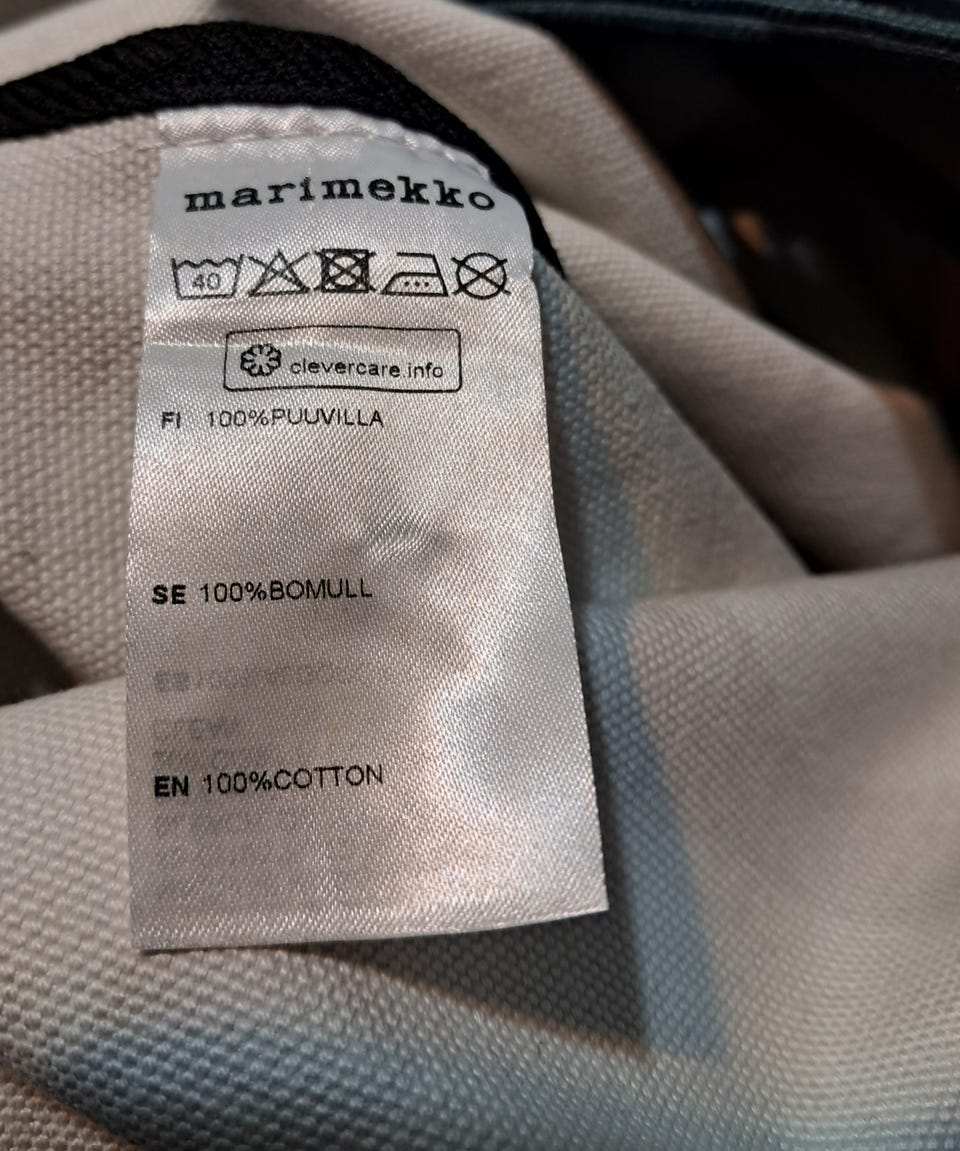 marimekko
40
clevercare.info
FI 100%PUUVILLA
SE 100%BOMULL
EN 100%COTTON